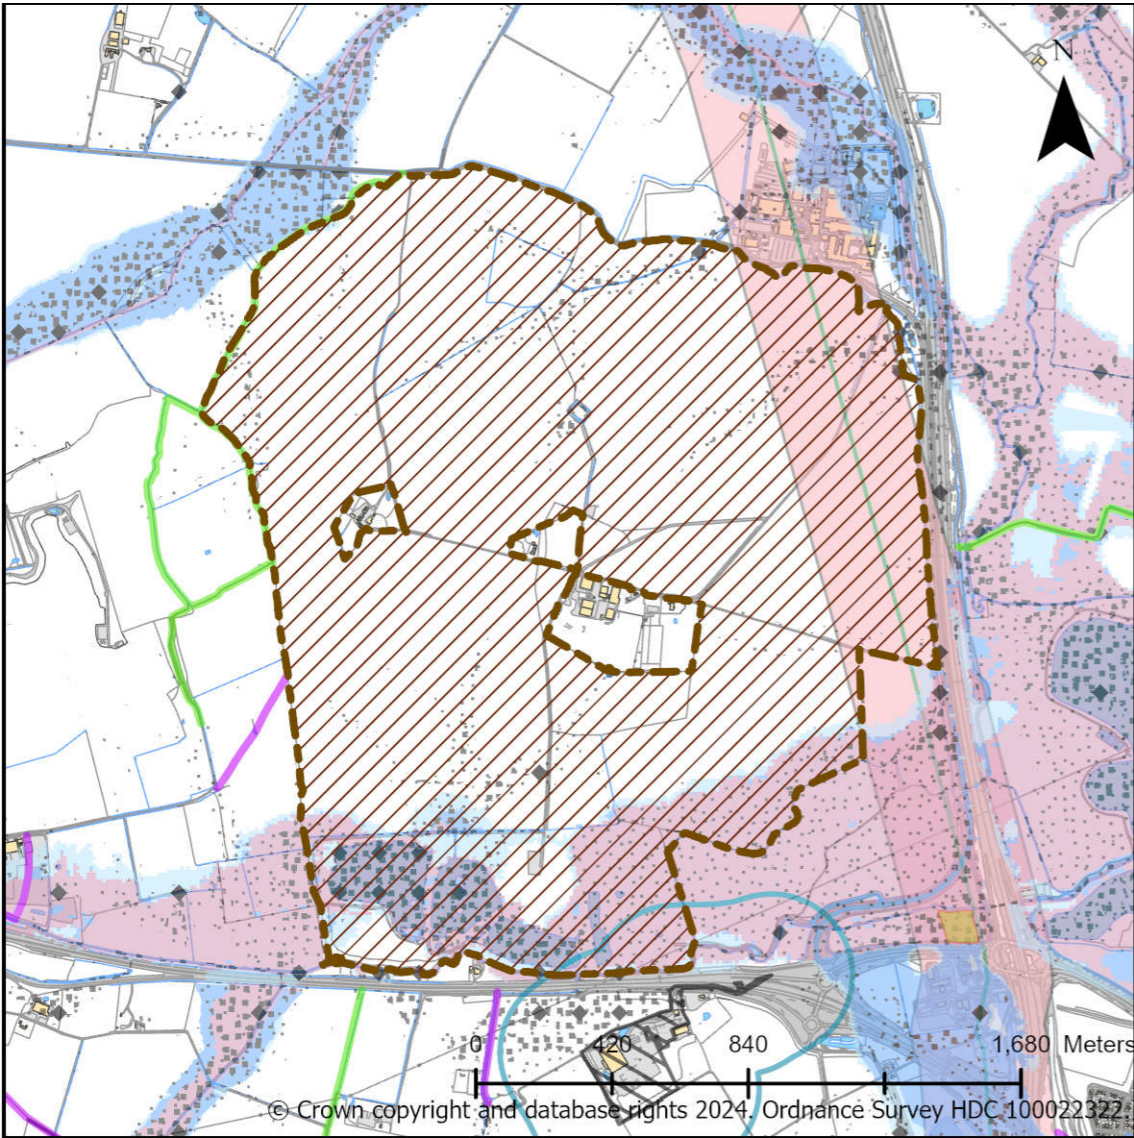 N
0 420 840 1,680 Meters
© Crown copyright and database rights 2024. Ordnance Survey HDC 100022322.